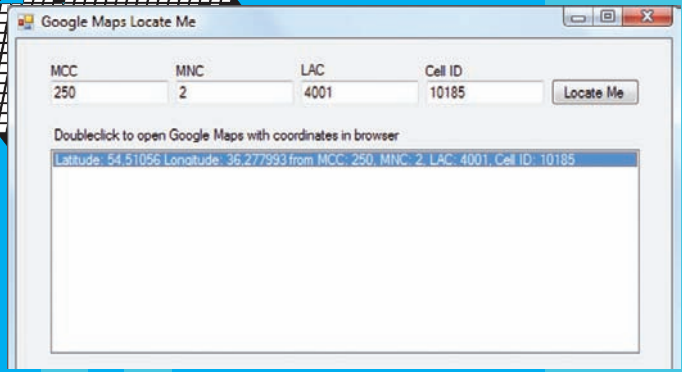 Google Maps Locate Me
MCC MNC LAC Cell ID
250 2 4001 10185 Locate Me
Doubleclick to open Google Maps with coordinates in browser
Latitude: 54.51056 Longitude: 36.277993 from MCC: 250, MNC: 2, LAC: 4001, Cell ID: 10185